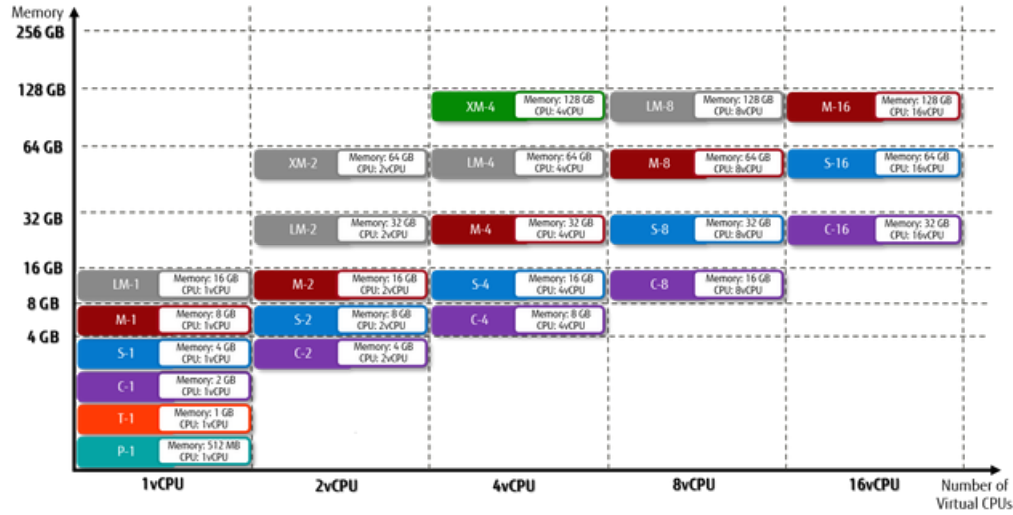 Memory
256 GB
128 GB
XM-4
Memory: 128 GB
CPU: 4vCPU
LM-8
Memory: 128 GB
CPU: 8vCPU
M-16
Memory: 128 GB
CPU: 16vCPU
64 GB
XM-2
Memory: 64 GB
CPU: 2vCPU
LM-4
Memory: 64 GB
CPU: 4vCPU
M-8
Memory: 64 GB
CPU: 8vCPU
S-16
Memory: 64 GB
CPU: 16vCPU
32 GB
LM-2
Memory: 32 GB
CPU: 2vCPU
M-4
Memory: 32 GB
CPU: 4vCPU
S-8
Memory: 32 GB
CPU: 8vCPU
C-16
Memory: 32 GB
CPU: 16vCPU
16 GB
LM-1
Memory: 16 GB
CPU: 1vCPU
M-2
Memory: 16 GB
CPU: 2vCPU
S-4
Memory: 16 GB
CPU: 4vCPU
C-8
Memory: 16 GB
CPU: 8vCPU
8 GB
M-1
Memory: 8 GB
CPU: 1vCPU
S-2
Memory: 8 GB
CPU: 2vCPU
C-4
Memory: 8 GB
CPU: 4vCPU
4 GB
S-1
Memory: 4 GB
CPU: 1vCPU
C-2
Memory: 4 GB
CPU: 2vCPU
C-1
Memory: 2 GB
CPU: 1vCPU
T-1
Memory: 1 GB
CPU: 1vCPU
P-1
Memory: 512 MB
CPU: 1vCPU
1vCPU
2vCPU
4vCPU
8vCPU
16vCPU
Number of
Virtual CPUs